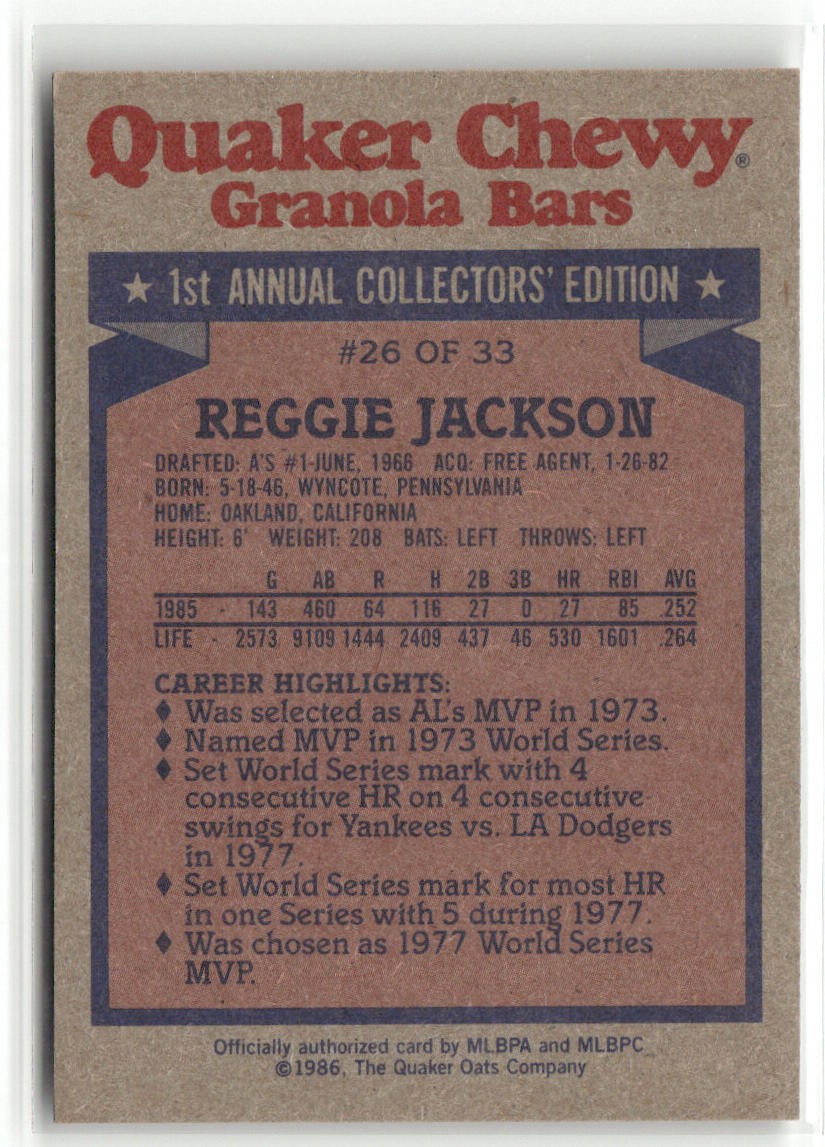 Quaker Chewy®
Granola Bars
★ 1st ANNUAL COLLECTORS' EDITION ★
#26 OF 33
REGGIE JACKSON
DRAFTED: A'S #1-JUNE, 1966 ACQ: FREE AGENT, 1-26-82
BORN: 5-18-46, WYNCOTE, PENNSYLVANIA
HOME: OAKLAND, CALIFORNIA
HEIGHT: 6' WEIGHT: 208 BATS: LEFT THROWS: LEFT
G AB R H 2B 3B HR RBI AVG
1985 - 143 460 64 116 27 0 27 85 .252
LIFE - 2573 9109 1444 2409 437 46 530 1601 .264
CAREER HIGHLIGHTS:
♦ Was selected as AL's MVP in 1973.
♦ Named MVP in 1973 World Series.
♦ Set World Series mark with 4
consecutive HR on 4 consecutive
swings for Yankees vs. LA Dodgers
in 1977.
♦ Set World Series mark for most HR
in one Series with 5 during 1977.
♦ Was chosen as 1977 World Series
MVP.
Officially authorized card by MLBPA and MLBPC
©1986, The Quaker Oats Company